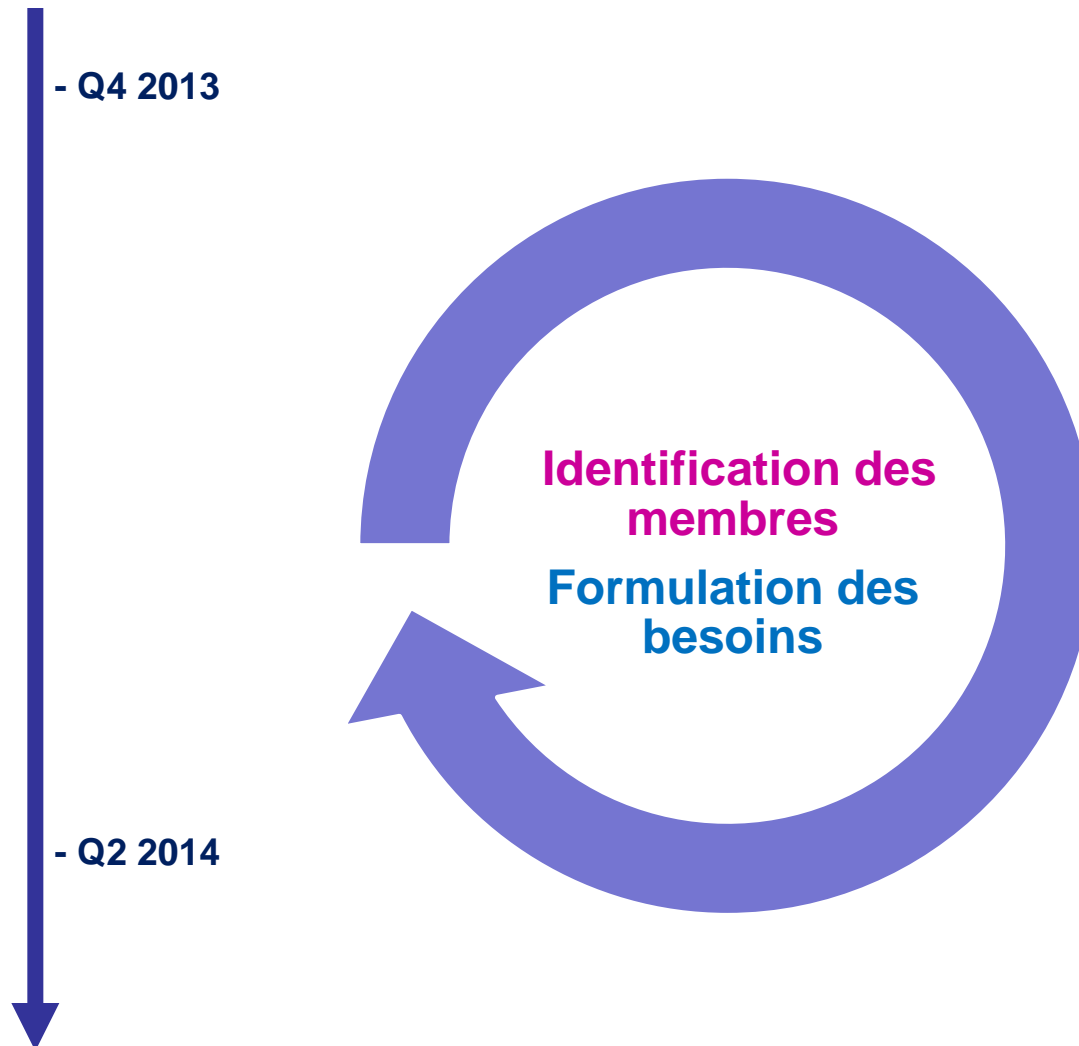 - Q4 2013
Identification des
membres
Formulation des
besoins
- Q2 2014